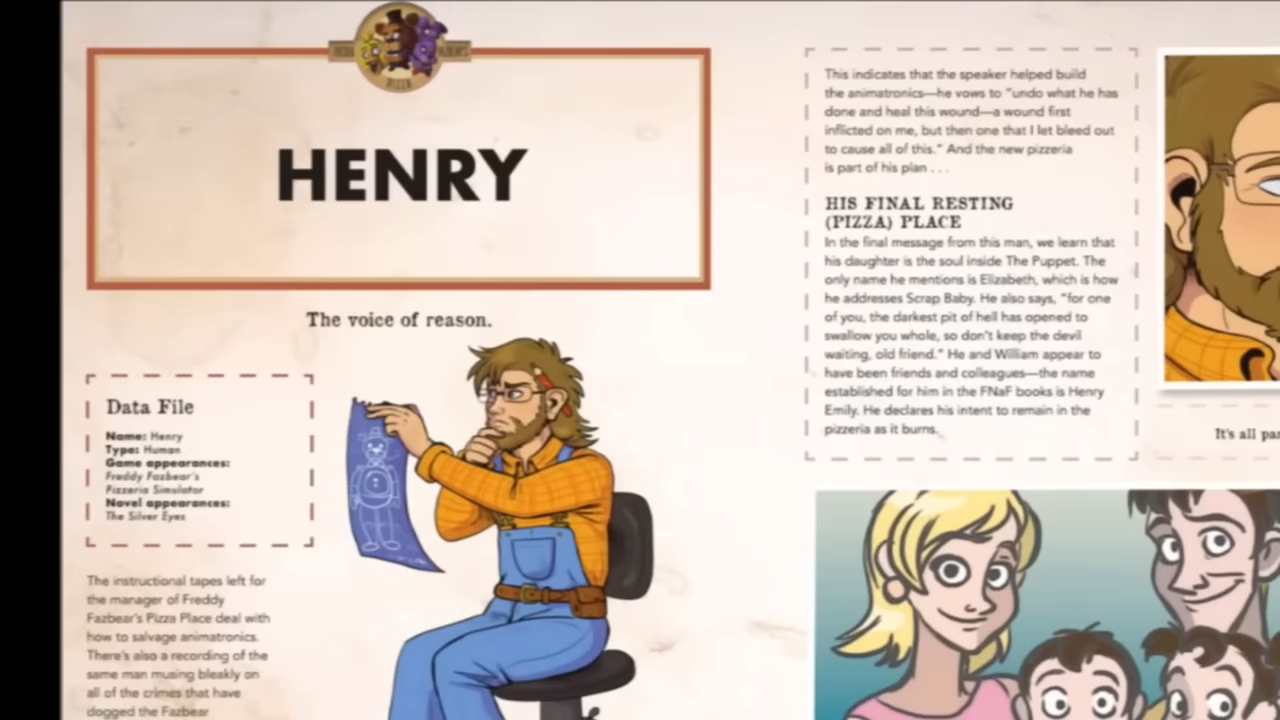 PIZZA
HENRY
The voice of reason.
Data File
Name: Henry
Type: Human
Game appearances:
Freddy Fazbear's
Pizzeria Simulator
Novel appearances:
The Silver Eyes
The instructional tapes left for
the manager of Freddy
Fazbear's Pizza Place deal with
how to salvage animatronics.
There's also a recording of the
same man musing bleakly on
all of the crimes that have
dogged the Fazbear
This indicates that the speaker helped build
the animatronics—he vows to "undo what he has
done and heal this wound—a wound first
inflicted on me, but then one that I let bleed out
to cause all of this." And the new pizzeria
is part of his plan . . .
HIS FINAL RESTING
(PIZZA) PLACE
In the final message from this man, we learn that
his daughter is the soul inside The Puppet. The
only name he mentions is Elizabeth, which is how
he addresses Scrap Baby. He also says, "for one
of you, the darkest pit of hell has opened to
swallow you whole, so don't keep the devil
waiting, old friend." He and William appear to
have been friends and colleagues—the name
established for him in the FNaF books is Henry
Emily. He declares his intent to remain in the
pizzeria as it burns.
It's all